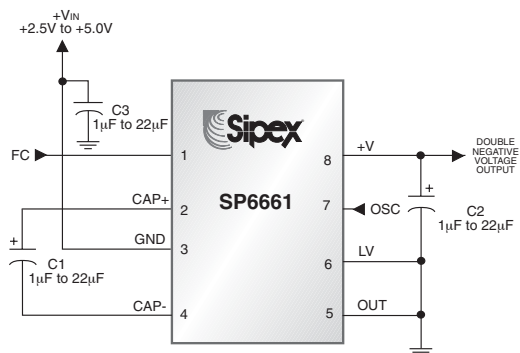 +VIN
+2.5V to +5.0V
C3
1µF to 22µF
Sipex
FC
1
8
+V
DOUBLE
NEGATIVE
VOLTAGE
OUTPUT
CAP+
2
SP6661
7
OSC
+
C2
1µF to 22µF
GND
3
6
LV
+
C1
1µF to 22µF
CAP-
4
5
OUT